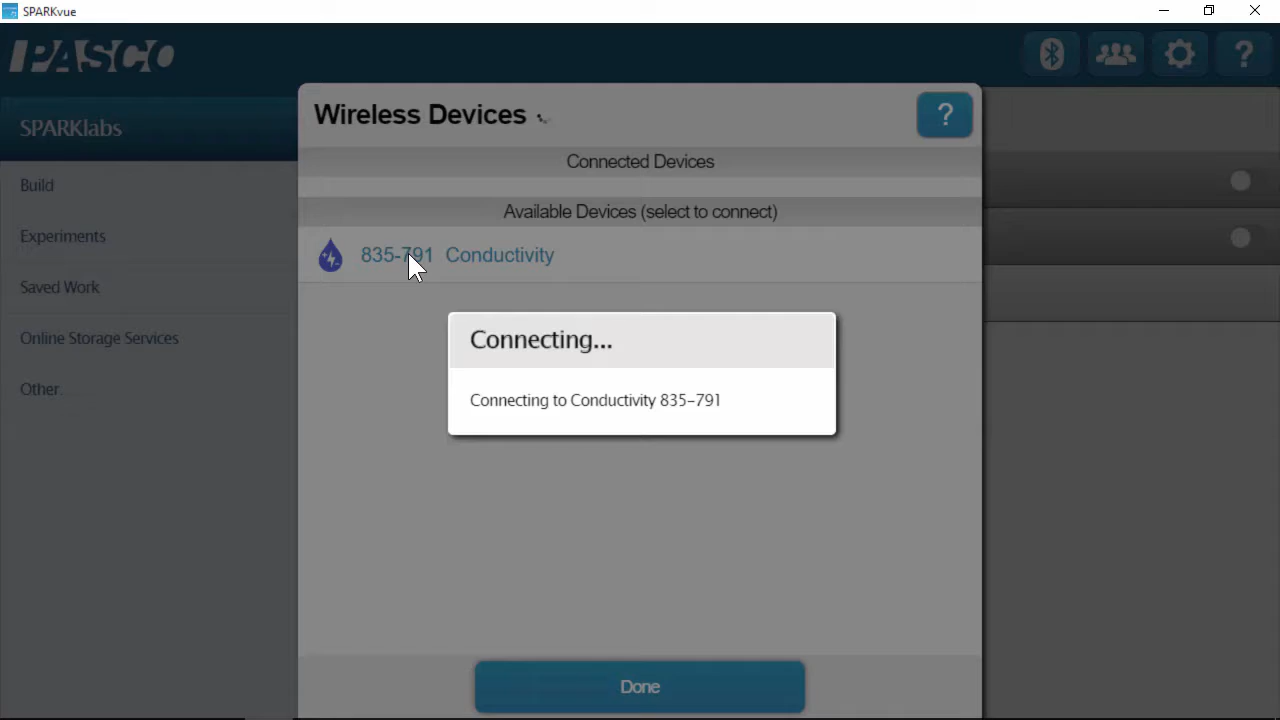 SPARKvue
PASCO
?
SPARKlabs
Build
Experiments
Saved Work
Online Storage Services
Other
Wireless Devices
?
Connected Devices
Available Devices (select to connect)
835-791 Conductivity
Connecting...
Connecting to Conductivity 835-791
Done